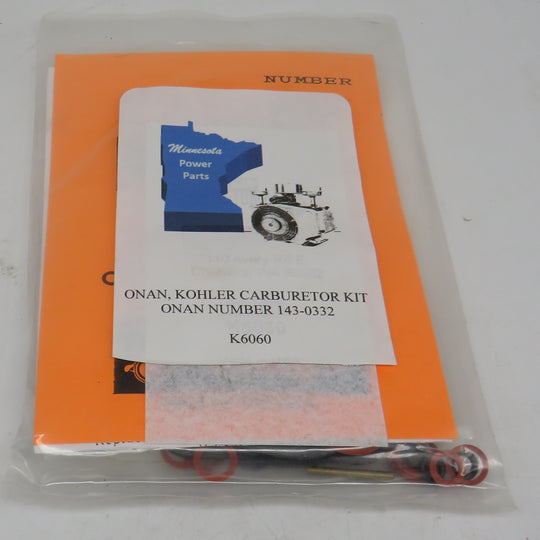 NUMBER
Minnesota
Power
Parts
ONAN, KOHLER CARBURETOR KIT
ONAN NUMBER 143-0332
K6060